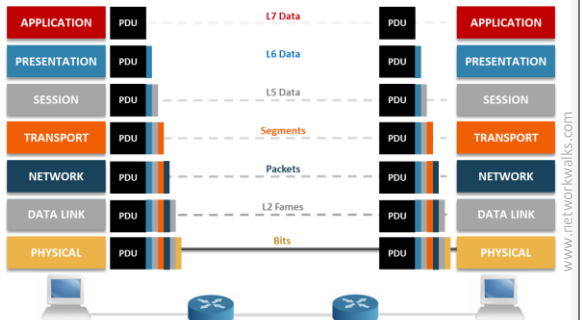 APPLICATION PDU L7 Data PDU APPLICATION
PRESENTATION PDU L6 Data PDU PRESENTATION
SESSION PDU L5 Data PDU SESSION
TRANSPORT PDU Segments PDU TRANSPORT
NETWORK PDU Packets PDU NETWORK
DATA LINK PDU L2 Fames PDU DATA LINK
PHYSICAL PDU Bits PDU PHYSICAL
www.networkwalks.com